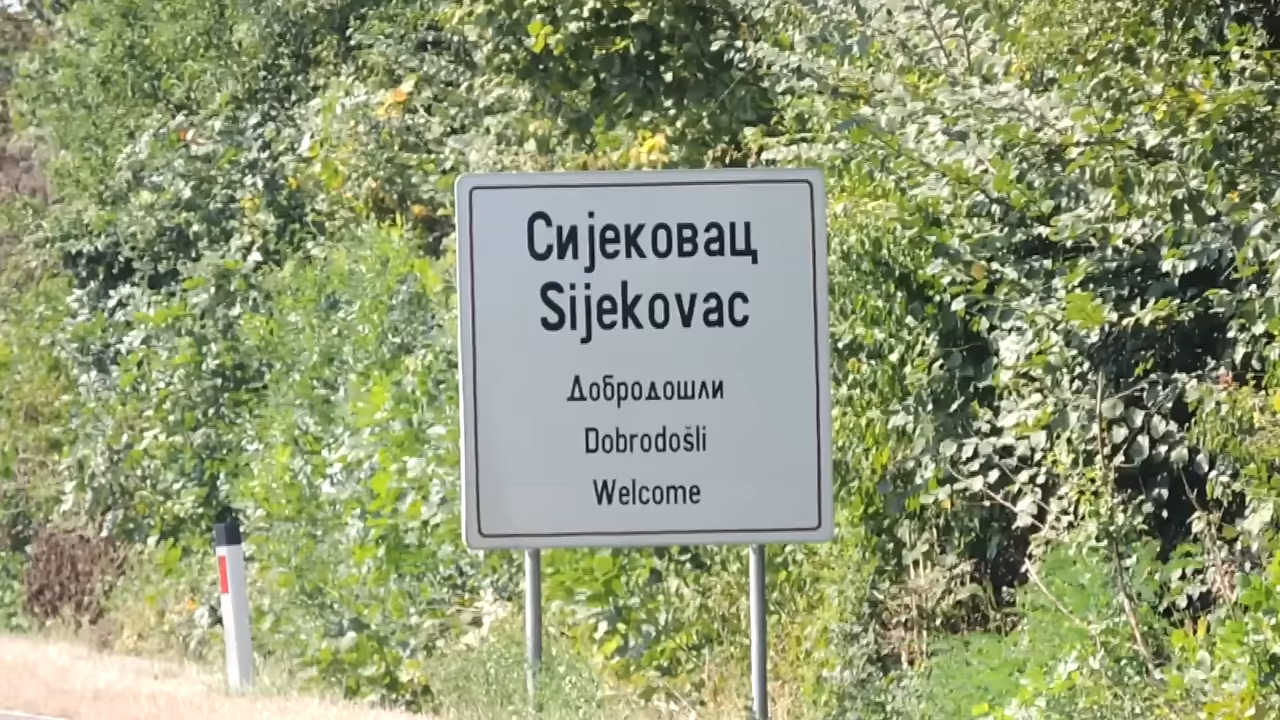 Сијековац
Sijekovac
Добродошли
Dobrodošli
Welcome